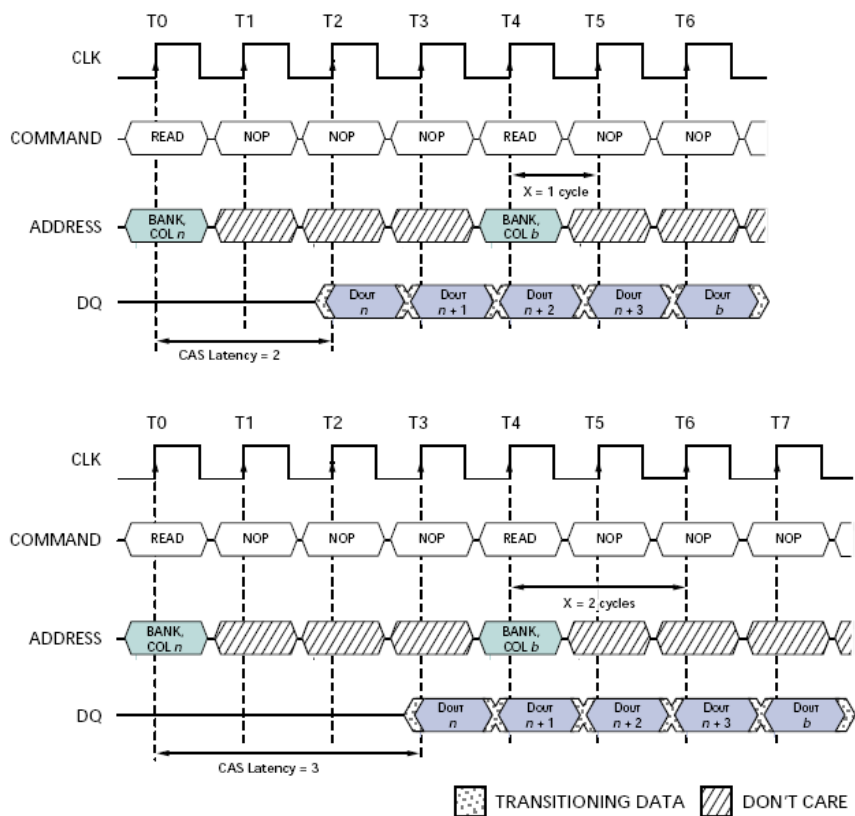 T0 T1 T2 T3 T4 T5 T6
CLK
COMMAND READ NOP NOP NOP READ NOP NOP
X = 1 cycle
ADDRESS BANK, COL n BANK, COL b
DQ DOUT n DOUT n + 1 DOUT n + 2 DOUT n + 3 DOUT b
CAS Latency = 2
T0 T1 T2 T3 T4 T5 T6 T7
CLK
COMMAND READ NOP NOP NOP READ NOP NOP NOP
X = 2 cycles
ADDRESS BANK, COL n BANK, COL b
DQ DOUT n DOUT n + 1 DOUT n + 2 DOUT n + 3 DOUT b
CAS Latency = 3
TRANSITIONING DATA DON'T CARE